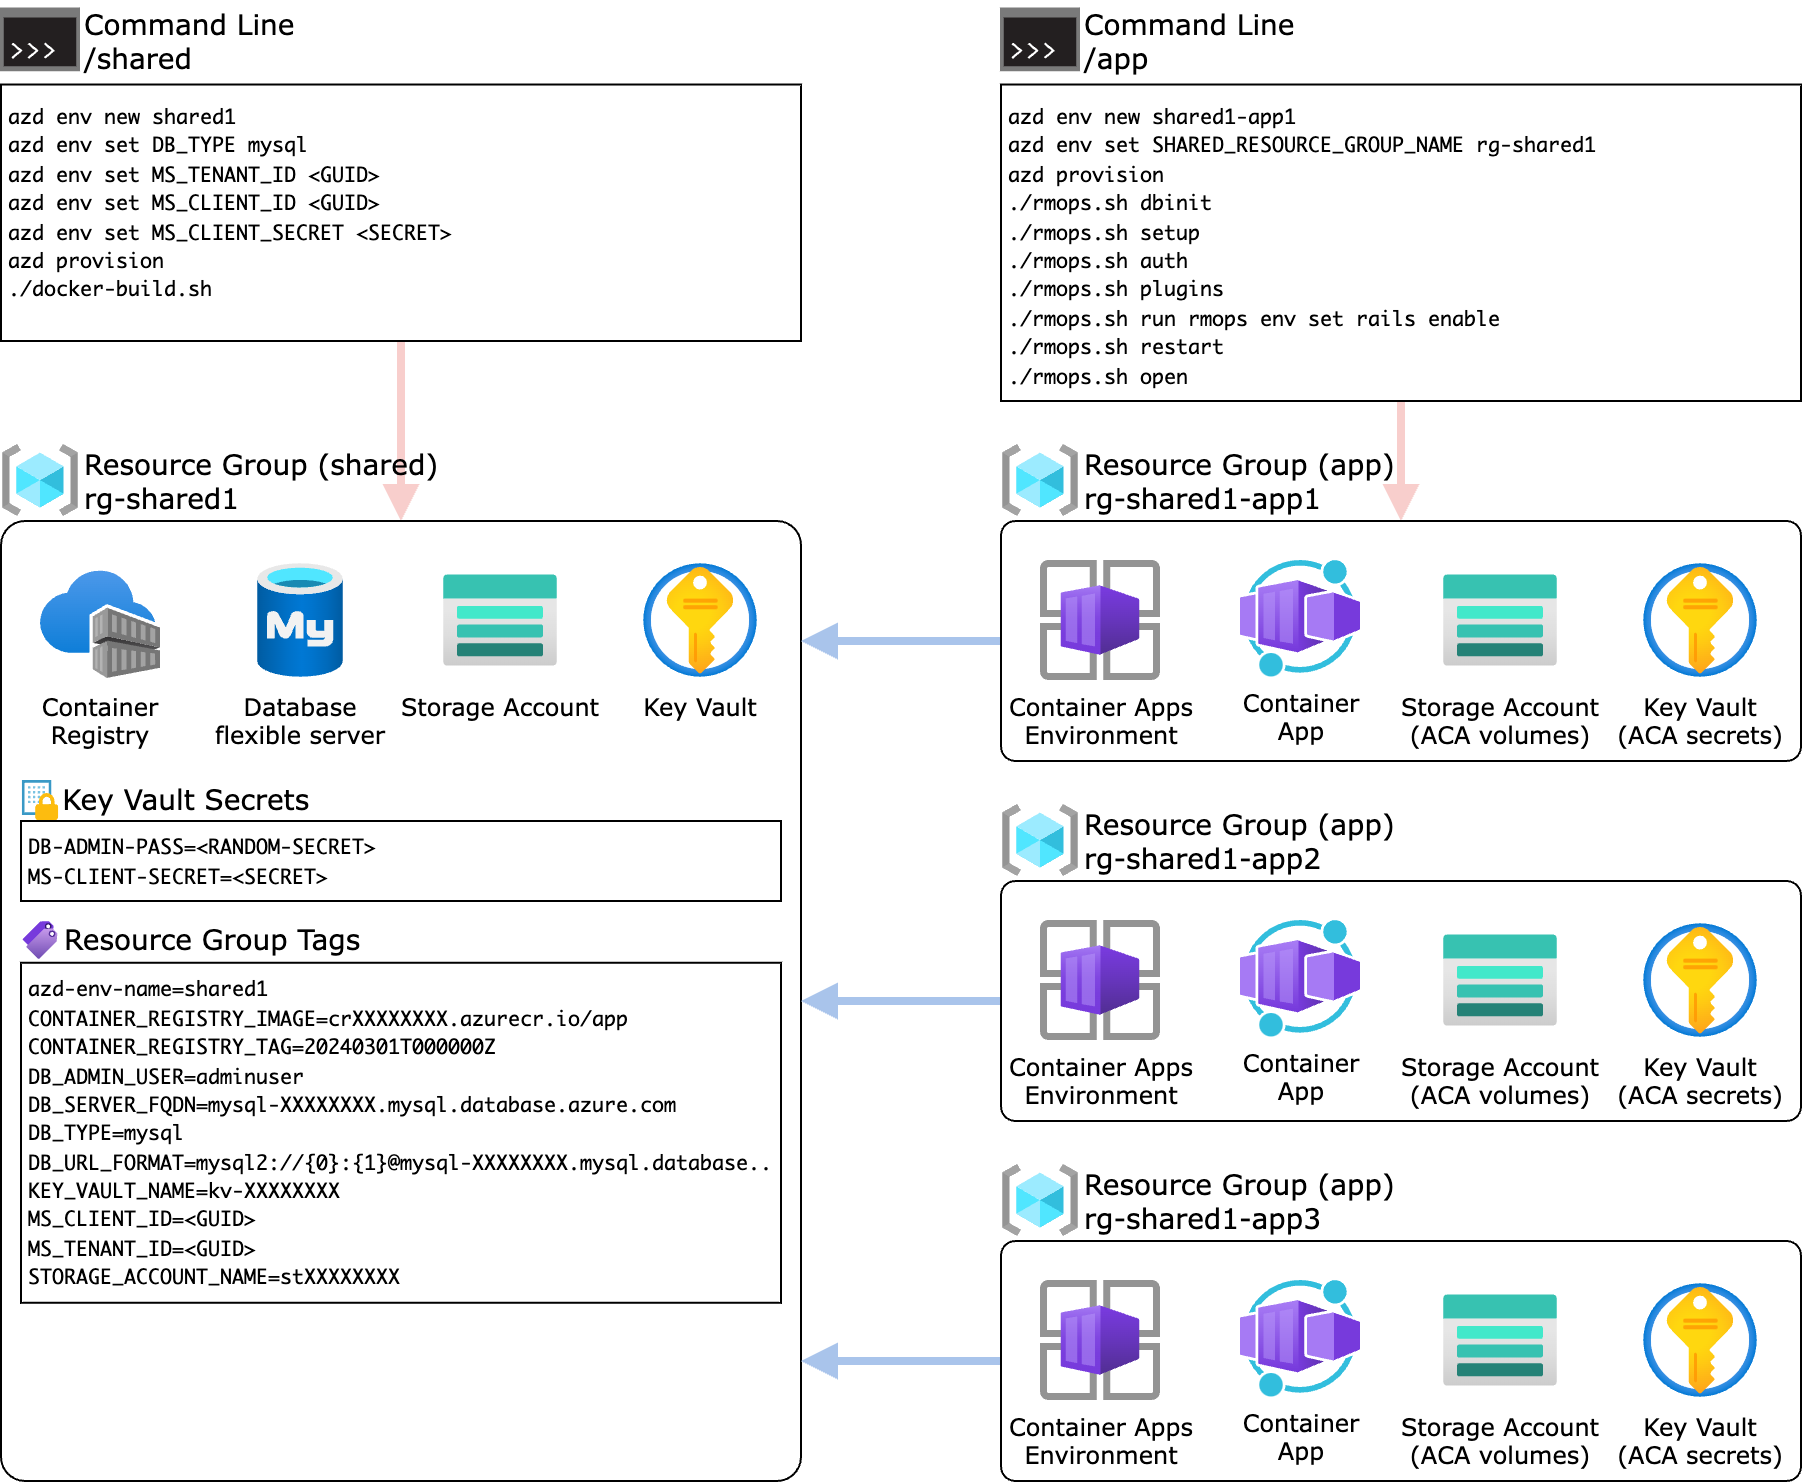 Command Line
/shared
azd env new shared1
azd env set DB_TYPE mysql
azd env set MS_TENANT_ID <GUID>
azd env set MS_CLIENT_ID <GUID>
azd env set MS_CLIENT_SECRET <SECRET>
azd provision
./docker-build.sh
Resource Group (shared)
rg-shared1
My
Container
Registry
Database
flexible server
Storage Account
Key Vault
Key Vault Secrets
DB-ADMIN-PASS=<RANDOM-SECRET>
MS-CLIENT-SECRET=<SECRET>
Resource Group Tags
azd-env-name=shared1
CONTAINER_REGISTRY_IMAGE=crXXXXXXXX.azurecr.io/app
CONTAINER_REGISTRY_TAG=20240301T000000Z
DB_ADMIN_USER=adminuser
DB_SERVER_FQDN=mysql-XXXXXXXX.mysql.database.azure.com
DB_TYPE=mysql
DB_URL_FORMAT=mysql2://{0}:{1}@mysql-XXXXXXXX.mysql.database..
KEY_VAULT_NAME=kv-XXXXXXXX
MS_CLIENT_ID=<GUID>
MS_TENANT_ID=<GUID>
STORAGE_ACCOUNT_NAME=stXXXXXXXX
Command Line
/app
azd env new shared1-app1
azd env set SHARED_RESOURCE_GROUP_NAME rg-shared1
azd provision
./rmops.sh dbinit
./rmops.sh setup
./rmops.sh auth
./rmops.sh plugins
./rmops.sh run rmops env set rails enable
./rmops.sh restart
./rmops.sh open
Resource Group (app)
rg-shared1-app1
Container Apps
Environment
Container
App
Storage Account
(ACA volumes)
Key Vault
(ACA secrets)
Resource Group (app)
rg-shared1-app2
Container Apps
Environment
Container
App
Storage Account
(ACA volumes)
Key Vault
(ACA secrets)
Resource Group (app)
rg-shared1-app3
Container Apps
Environment
Container
App
Storage Account
(ACA volumes)
Key Vault
(ACA secrets)